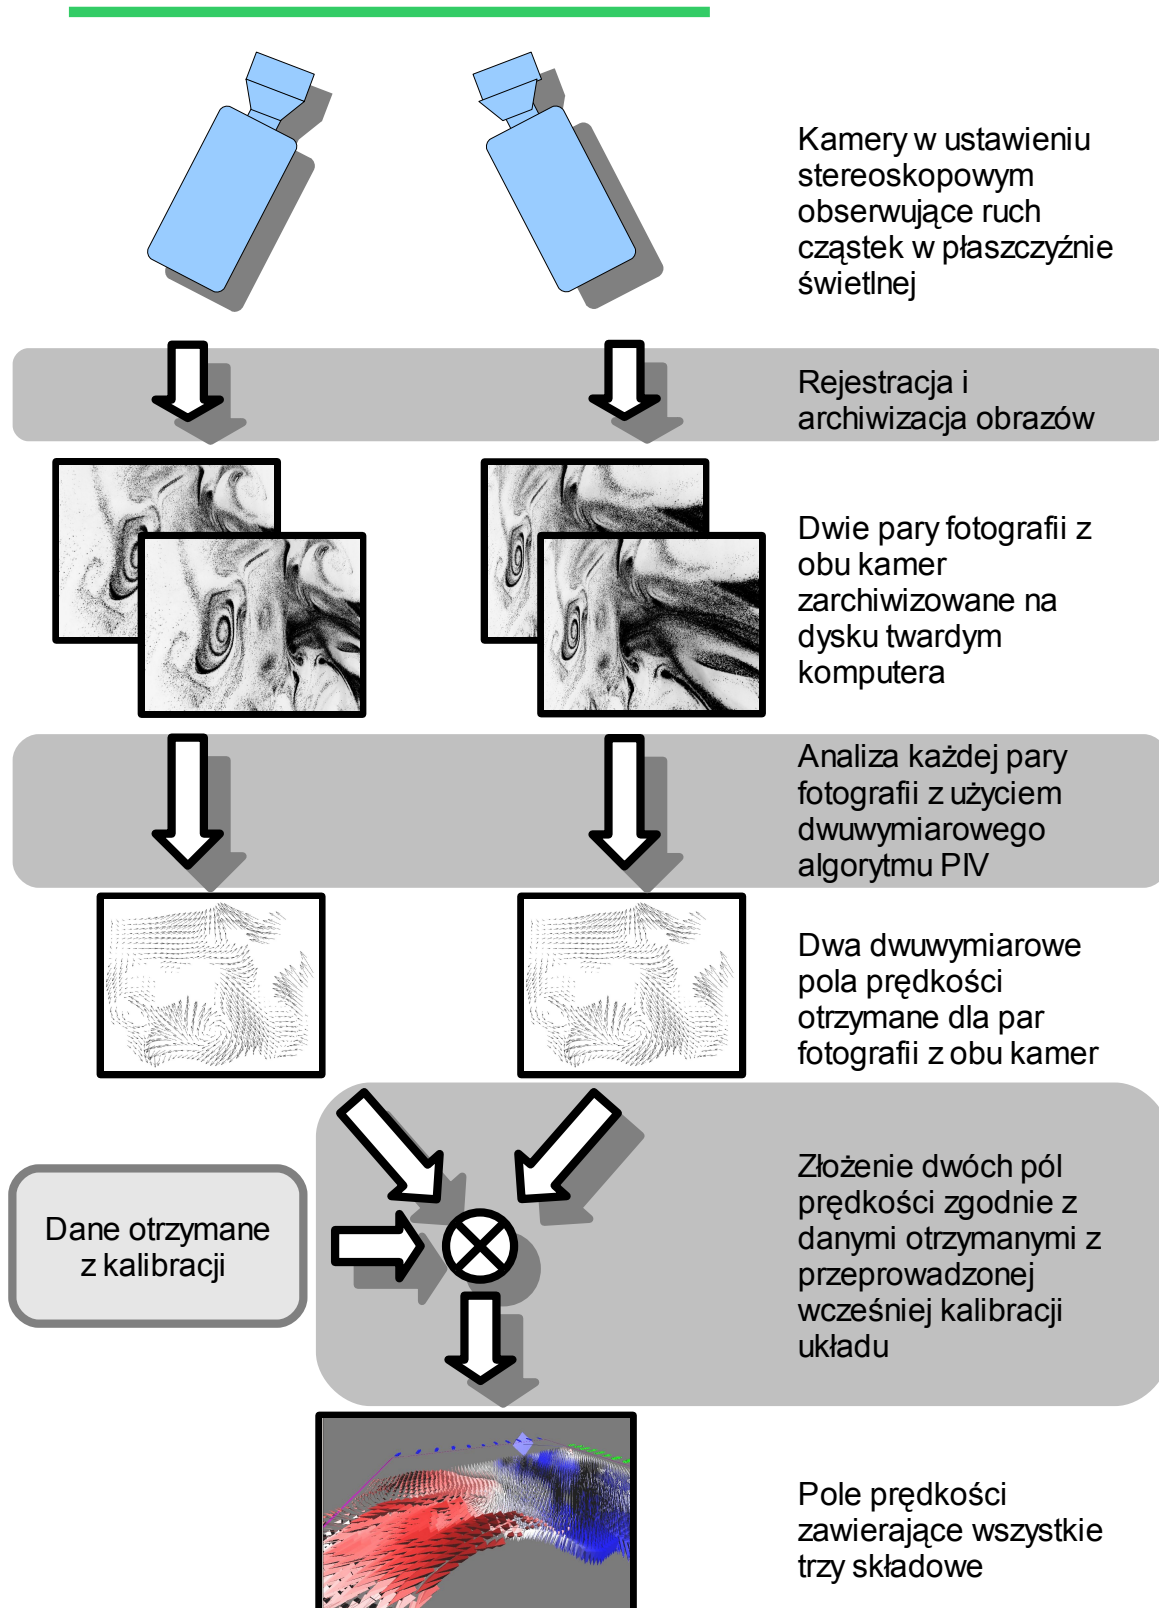 Kamery w ustawieniu
stereoskopowym
obserwujące ruch
cząstek w płaszczyźnie
świetlnej
Rejestracja i
archiwizacja obrazów
Dwie pary fotografii z
obu kamer
zarchiwizowane na
dysku twardym
komputera
Analiza każdej pary
fotografii z użyciem
dwuwymiarowego
algorytmu PIV
Dwa dwuwymiarowe
pola prędkości
otrzymane dla par
fotografii z obu kamer
Dane otrzymane
z kalibracji
Złożenie dwóch pól
prędkości zgodnie z
danymi otrzymanymi z
przeprowadzonej
wcześniej kalibracji
układu
Pole prędkości
zawierające wszystkie
trzy składowe